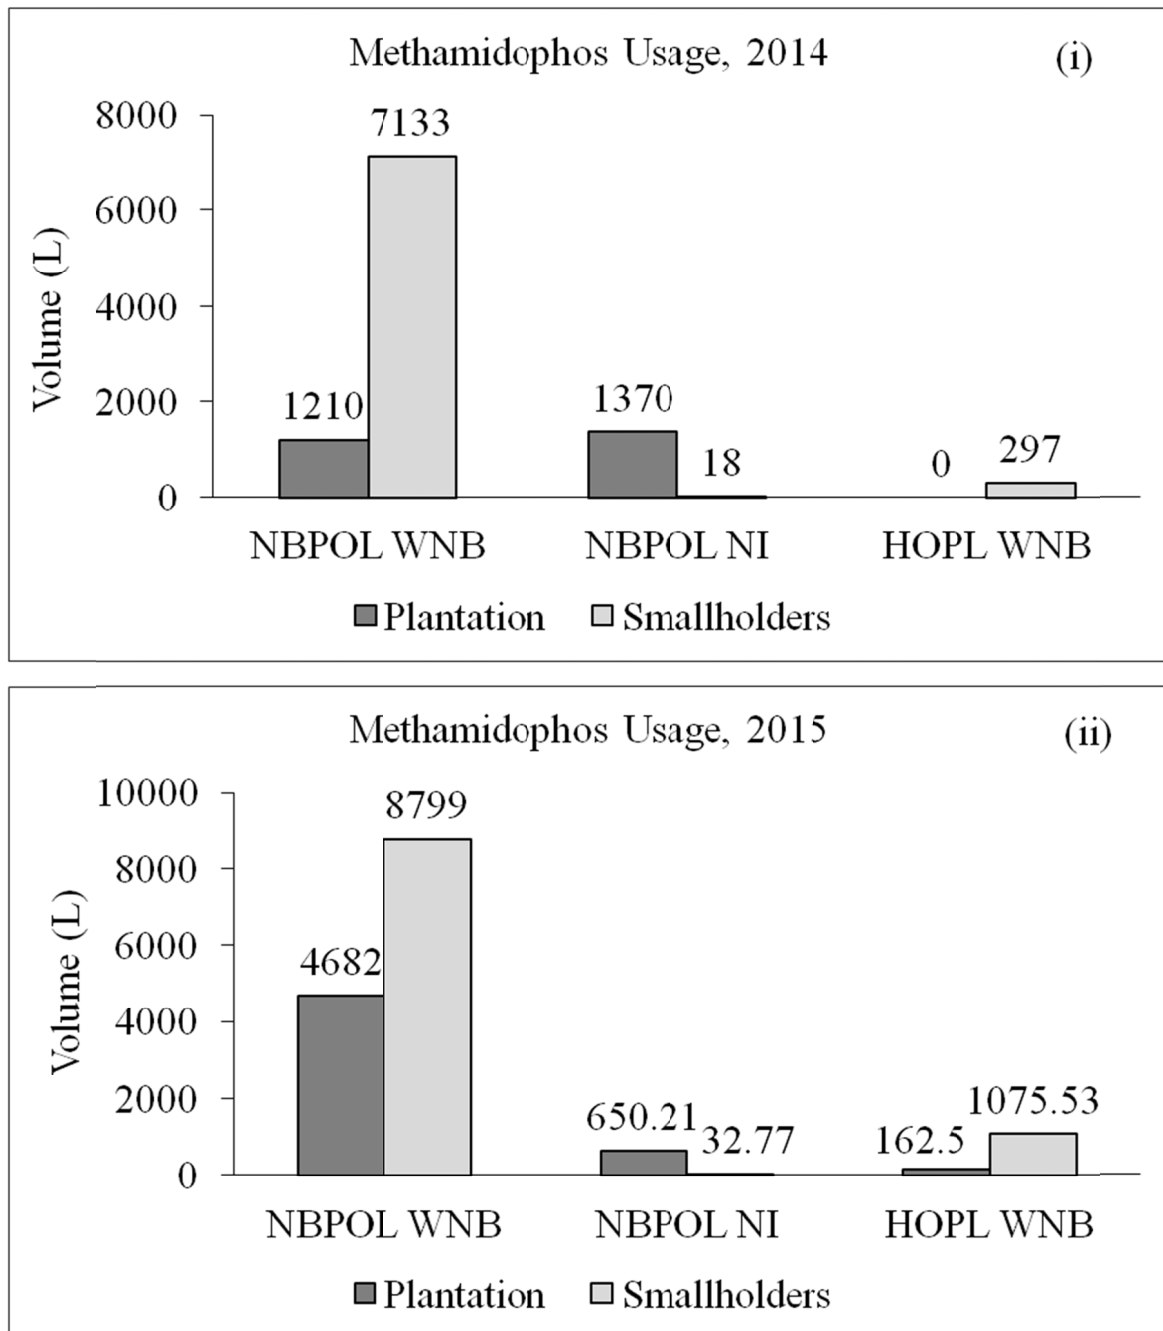 Methamidophos Usage, 2014
(i)
Volume (L)
8000
6000
4000
2000
0
1210
7133
1370
18
0
297
NBPOL WNB
NBPOL NI
HOPL WNB
Plantation
Smallholders
Methamidophos Usage, 2015
(ii)
Volume (L)
10000
8000
6000
4000
2000
0
4682
8799
650.21
32.77
162.5
1075.53
NBPOL WNB
NBPOL NI
HOPL WNB
Plantation
Smallholders